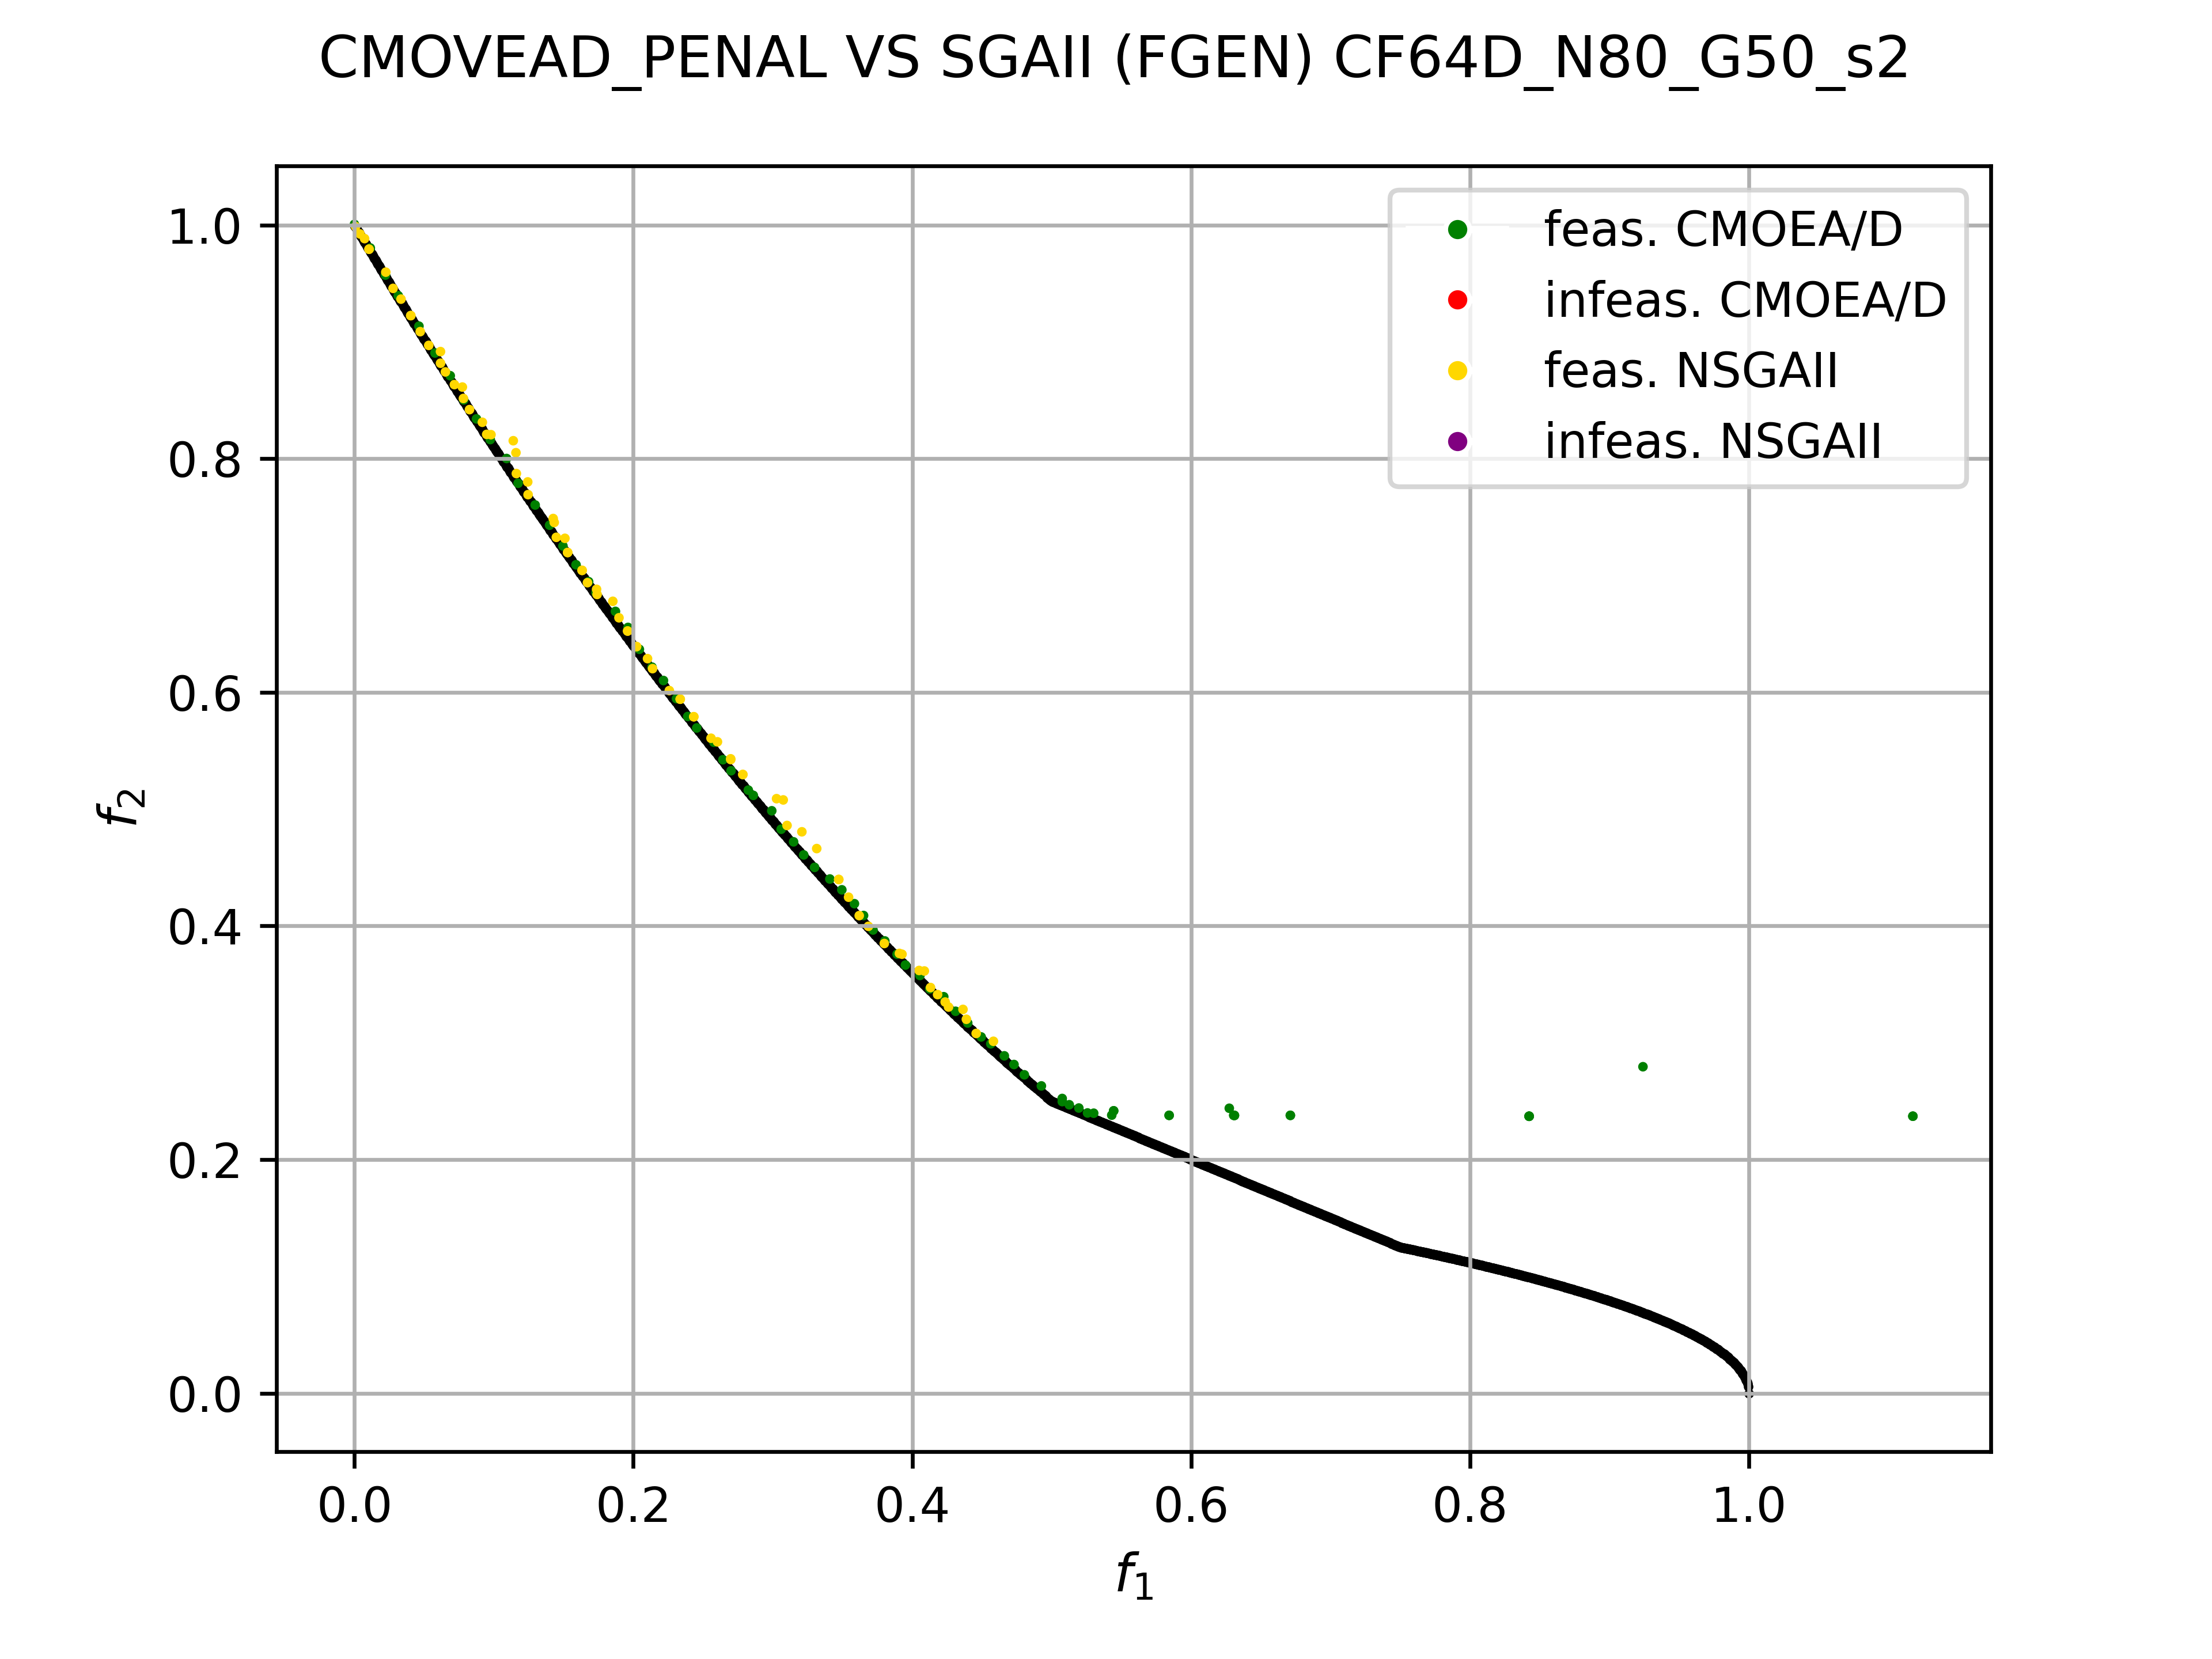 CMOVEAD_PENAL VS SGAII (FGEN) CF64D_N80_G50_s2
feas. CMOEA/D
infeas. CMOEA/D
feas. NSGAII
infeas. NSGAII
1.0
0.8
0.6
0.4
0.2
0.0
f2
0.0 0.2 0.4 0.6 0.8 1.0
f1